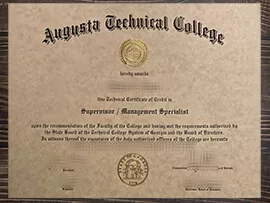 Augusta Technical College
hereby awards
this Technical Certificate of Credit in
Supervisor / Management Specialist
upon the recommendation of the Faculty of the College and having met the requirements authorized by
the State Board of the Technical College System of Georgia and the Board of Directors.
In witness thereof the signatures of the duly authorized officers of the College are hereunto